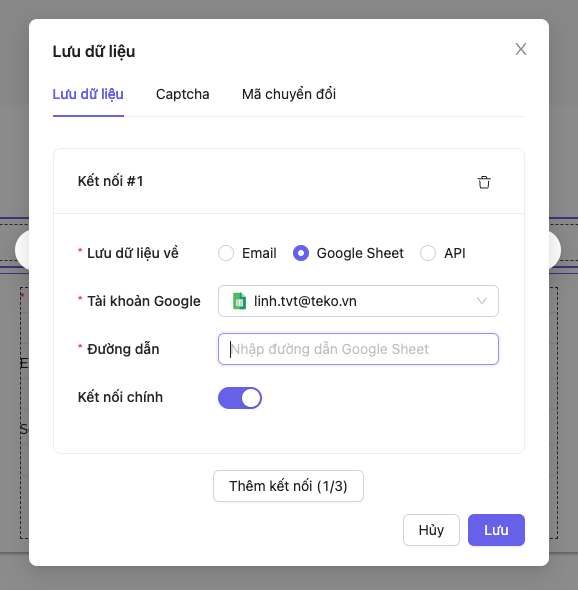 Lưu dữ liệu
Lưu dữ liệu Captcha Mã chuyển đổi
Kết nối #1
* Lưu dữ liệu về Email Google Sheet API
* Tài khoản Google linh.tvt@teko.vn
* Đường dẫn Nhập đường dẫn Google Sheet
Kết nối chính
Thêm kết nối (1/3)
Hủy Lưu